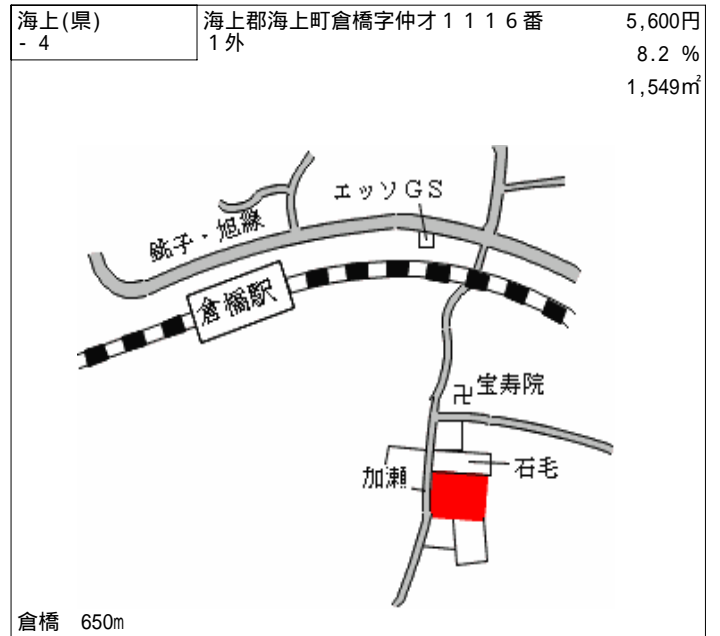 海上(県)
- 4
海上郡海上町倉橋字仲才１１１６番
１外
5,600円
8.2 %
1,549㎡
エッソＧＳ
銚子・旭線
倉橋駅
卍宝寿院
石毛
加瀬
倉橋 650m